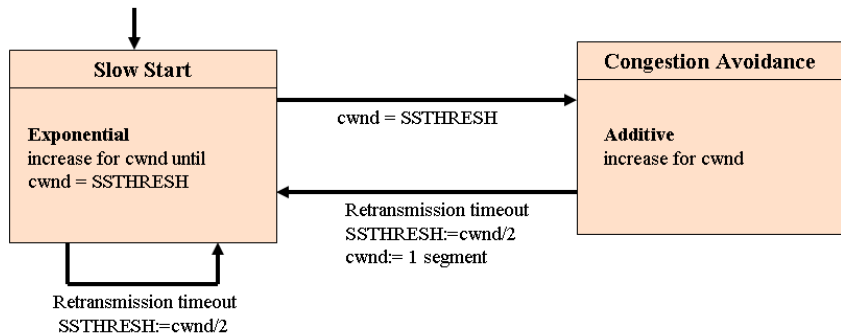 Slow Start
Exponential
increase for cwnd until
cwnd = SSTHRESH
cwnd = SSTHRESH
Congestion Avoidance
Additive
increase for cwnd
Retransmission timeout
SSTHRESH:=cwnd/2
cwnd:= 1 segment
Retransmission timeout
SSTHRESH:=cwnd/2